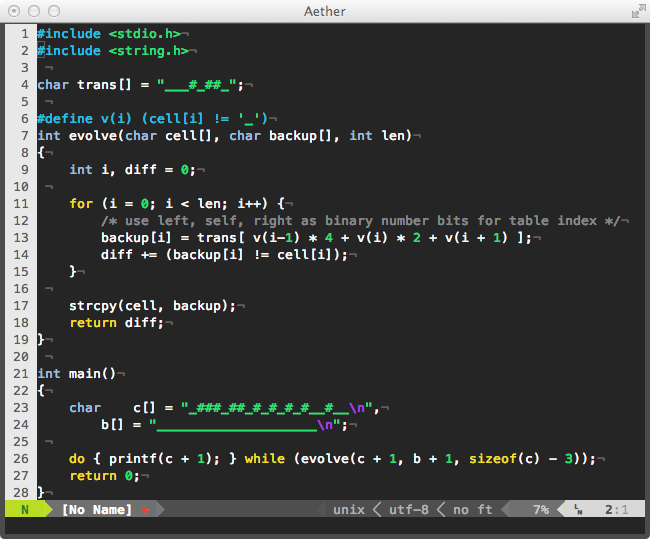 Aether
1 #include <stdio.h>¬
2 #include <string.h>¬
3 ¬
4 char trans[] = "___#_##_";¬
5 ¬
6 #define v(i) (cell[i] != '_')¬
7 int evolve(char cell[], char backup[], int len)¬
8 {¬
9     int i, diff = 0;¬
10 ¬
11     for (i = 0; i < len; i++) {¬
12         /* use left, self, right as binary number bits for table index */¬
13         backup[i] = trans[ v(i-1) * 4 + v(i) * 2 + v(i + 1) ];¬
14         diff += (backup[i] != cell[i]);¬
15     }¬
16 ¬
17     strcpy(cell, backup);¬
18     return diff;¬
19 }¬
20 ¬
21 int main()¬
22 {¬
23     char    c[] = "_###_##_#_#_#_#__#__\n",¬
24         b[] = "____________________\n";¬
25 ¬
26     do { printf(c + 1); } while (evolve(c + 1, b + 1, sizeof(c) - 3));¬
27     return 0;¬
28 }¬
N [No Name] + unix < utf-8 < no ft 7% LN 2:1